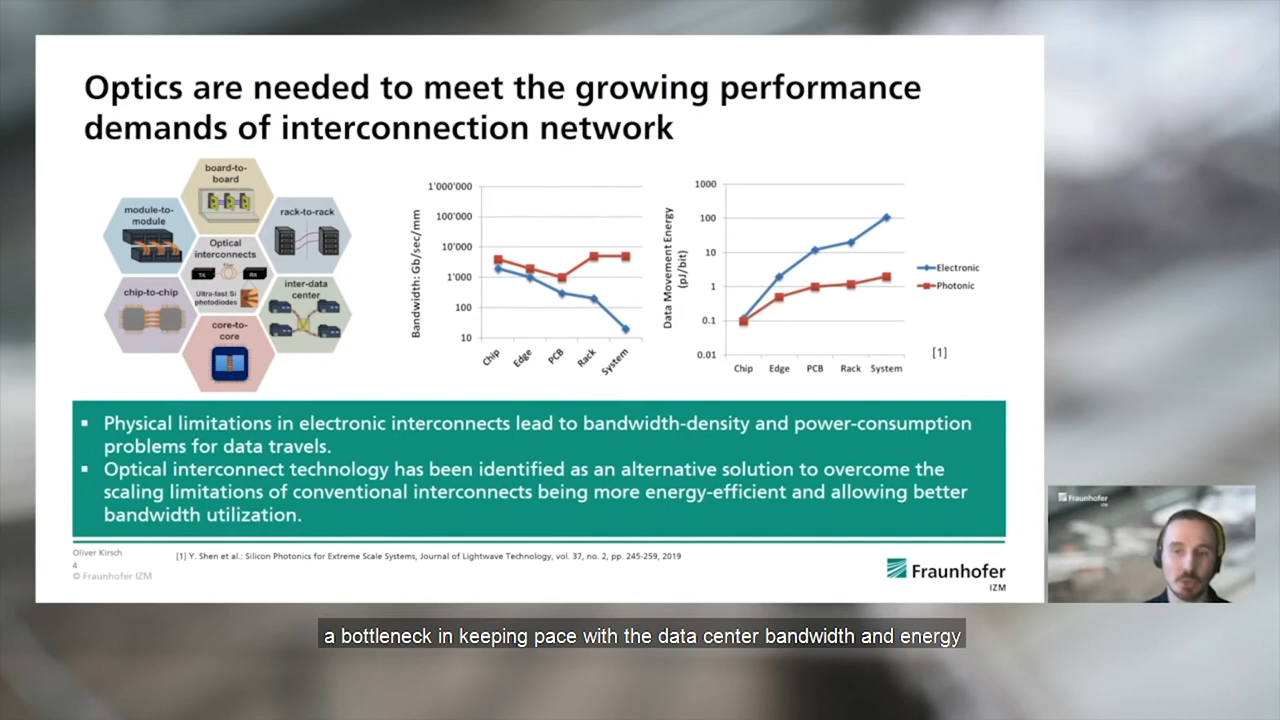 Optics are needed to meet the growing performance
demands of interconnection network
board-to-
board
module-to-
module
rack-to-rack
Optical
interconnects
Fiber
TX
RX
Ultra-fast Si
photodiodes
chip-to-chip
inter-data
center
core-to-
core
Bandwidth: Gb/sec/mm
1'000'000
100'000
10'000
1'000
100
10
Chip
Edge
PCB
Rack
System
Data Movement Energy
(pJ/bit)
1000
100
10
1
0.1
0.01
Chip
Edge
PCB
Rack
System
Electronic
Photonic
[1]
▪ Physical limitations in electronic interconnects lead to bandwidth-density and power-consumption
problems for data travels.
▪ Optical interconnect technology has been identified as an alternative solution to overcome the
scaling limitations of conventional interconnects being more energy-efficient and allowing better
bandwidth utilization.
Oliver Kirsch
4
© Fraunhofer IZM
[1] Y. Shen et al.: Silicon Photonics for Extreme Scale Systems, Journal of Lightwave Technology, vol. 37, no. 2, pp. 245-259, 2019
Fraunhofer
IZM
Fraunhofer
IZM
a bottleneck in keeping pace with the data center bandwidth and energy